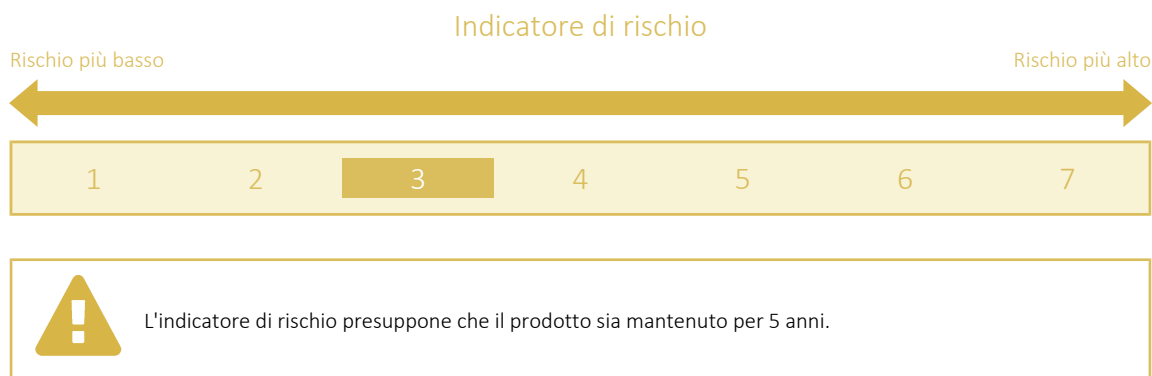 Indicatore di rischio
Rischio più basso Rischio più alto
1 2 3 4 5 6 7
L'indicatore di rischio presuppone che il prodotto sia mantenuto per 5 anni.